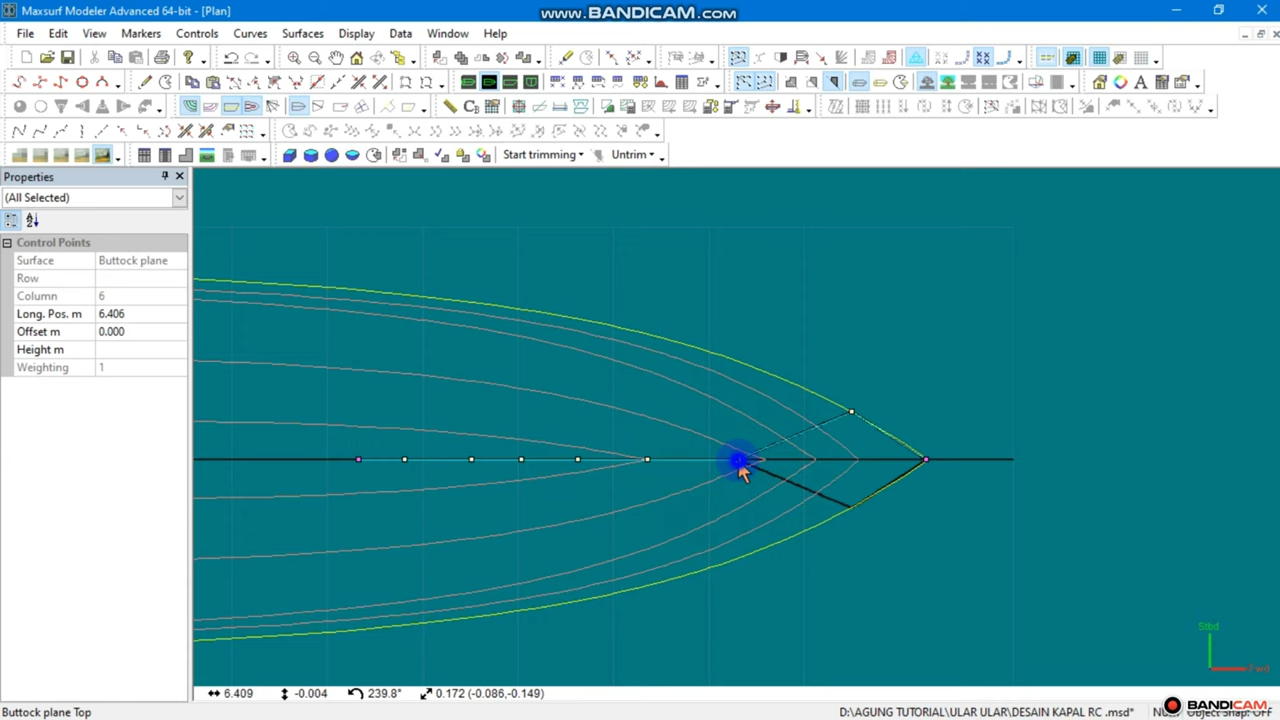 Maxsurf Modeler Advanced 64-bit - [Plan]
www.BANDICAM.com
File Edit View Markers Controls Curves Surfaces Display Data Window Help
Start trimming Untrim
Properties
(All Selected)
Control Points
Surface Buttock plane
Row
Column 6
Long. Pos. m 6.406
Offset m 0.000
Height m
Weighting 1
Stbd
Fwd
6.409 -0.004 239.8° 0.172 (-0.086,-0.149)
Buttock plane Top D:\AGUNG TUTORIAL\ULAR ULAR\DESAIN KAPAL RC .msd* Object Snap: OFF
BANDICAM